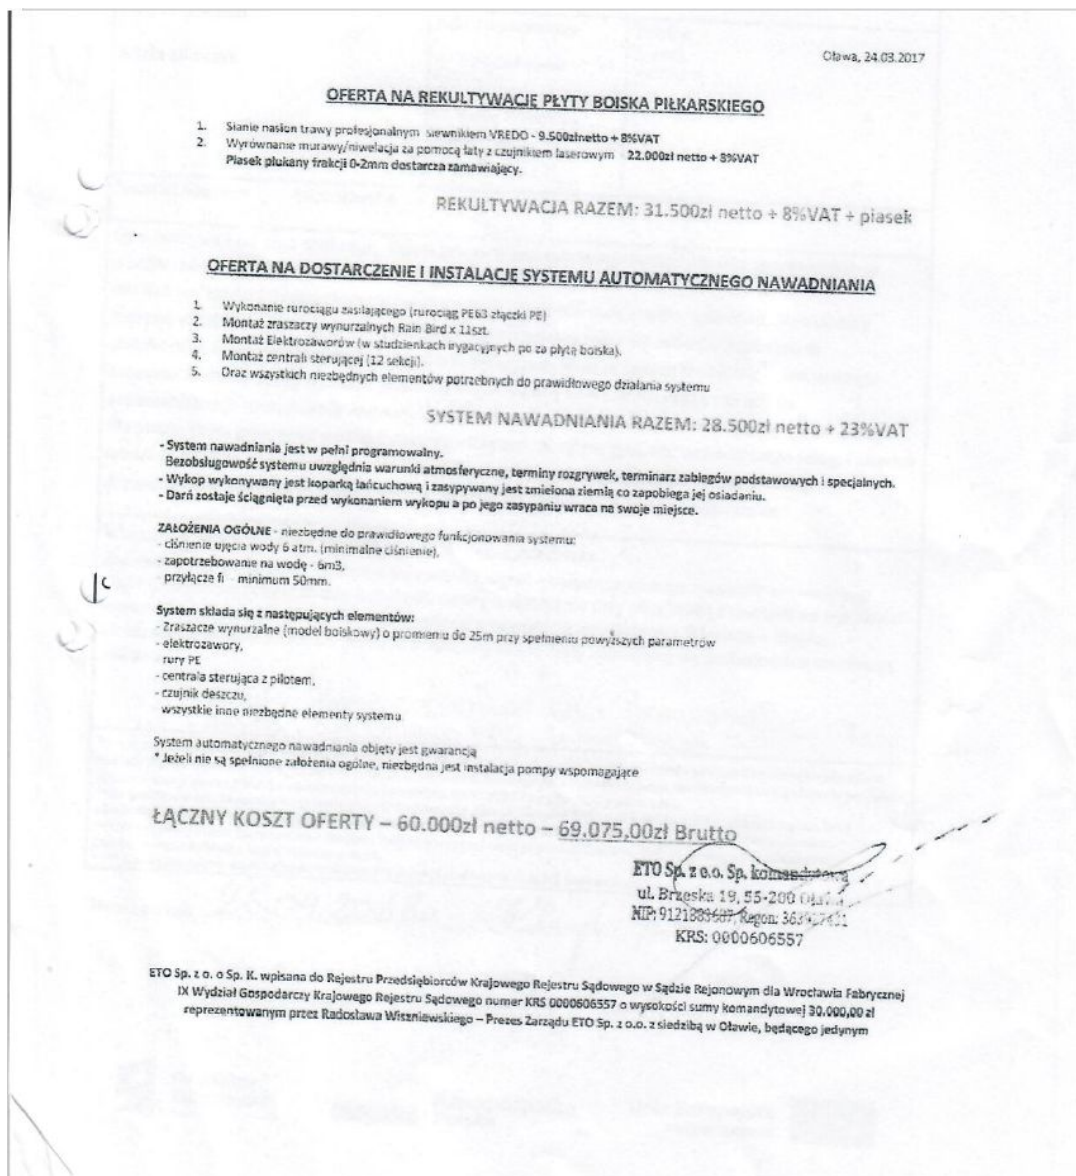 Oława, 24.03.2017
OFERTA NA REKULTYWACJĘ PŁYTY BOISKA PIŁKARSKIEGO
1. Sianie nasion trawy profesjonalnym siewnikiem VREDO - 9.500złnetto + 8%VAT
2. Wyrównanie murawy/niwelacja za pomocą łaty z czujnikiem laserowym - 22.000zł netto + 8%VAT
Piasek płukany frakcji 0-2mm dostarcza zamawiający.
REKULTYWACJA RAZEM: 31.500zł netto + 8%VAT + piasek
OFERTA NA DOSTARCZENIE I INSTALACJĘ SYSTEMU AUTOMATYCZNEGO NAWADNIANIA
1. Wykonanie rurociągu zasilającego (rurociąg PE63 złączki PE)
2. Montaż zraszaczy wynurzalnych Rain Bird x 11szt.
3. Montaż Elektrozaworów (w studzienkach irygacyjnych po za płytą boiska).
4. Montaż centrali sterującej (12 sekcji).
5. Oraz wszystkich niezbędnych elementów potrzebnych do prawidłowego działania systemu
SYSTEM NAWADNIANIA RAZEM: 28.500zł netto + 23%VAT
- System nawadniania jest w pełni programowalny.
Bezobsługowość systemu uwzględnia warunki atmosferyczne, terminy rozgrywek, terminarz zabiegów podstawowych i specjalnych.
- Wykop wykonywany jest koparką łańcuchową i zasypywany jest zmieloną ziemią co zapobiega jej osiadaniu.
- Darń zostaje ściągnięta przed wykonaniem wykopu a po jego zasypaniu wraca na swoje miejsce.
ZAŁOŻENIA OGÓLNE - niezbędne do prawidłowego funkcjonowania systemu:
- ciśnienie ujęcia wody 6 atm. (minimalne ciśnienie),
- zapotrzebowanie na wodę - 6m3,
- przyłącze fi - minimum 50mm.
System składa się z następujących elementów:
- Zraszacze wynurzalne (model boiskowy) o promieniu do 25m przy spełnieniu powyższych parametrów
- elektrozawory,
rury PE
- centrala sterująca z pilotem,
- czujnik deszczu,
wszystkie inne niezbędne elementy systemu
System automatycznego nawadniania objęty jest gwarancją
* Jeżeli nie są spełnione założenia ogólne, niezbędna jest instalacja pompy wspomagające
ŁĄCZNY KOSZT OFERTY – 60.000zł netto – 69.075,00zł Brutto
ETO Sp. z o.o. Sp. komandytowa
ul. Brzeska 19, 55-200 Oława
NIP: Regon:
KRS: 0000606557
ETO Sp. z o. o Sp. K. wpisana do Rejestru Przedsiębiorców Krajowego Rejestru Sądowego w Sądzie Rejonowym dla Wrocławia Fabrycznej
IX Wydział Gospodarczy Krajowego Rejestru Sądowego numer KRS 0000606557 o wysokości sumy komandytowej 30.000,00 zł
reprezentowanym przez Radosława Wiszniewskiego – Prezes Zarządu ETO Sp. z o.o. z siedzibą w Oławie, będącego jedynym